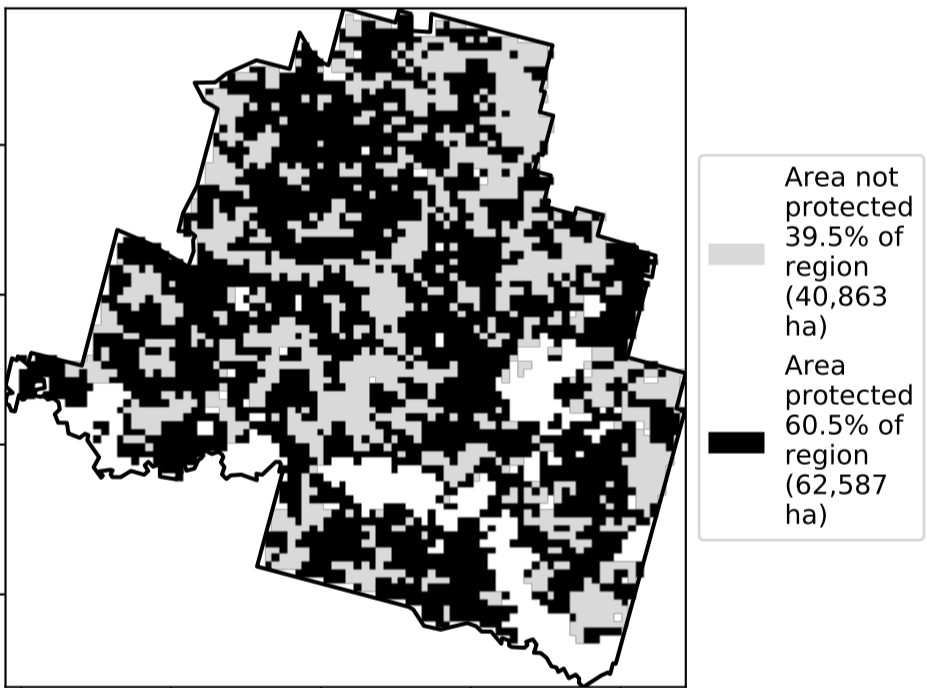 Area not
protected
39.5% of
region
(40,863
ha)
Area
protected
60.5% of
region
(62,587
ha)